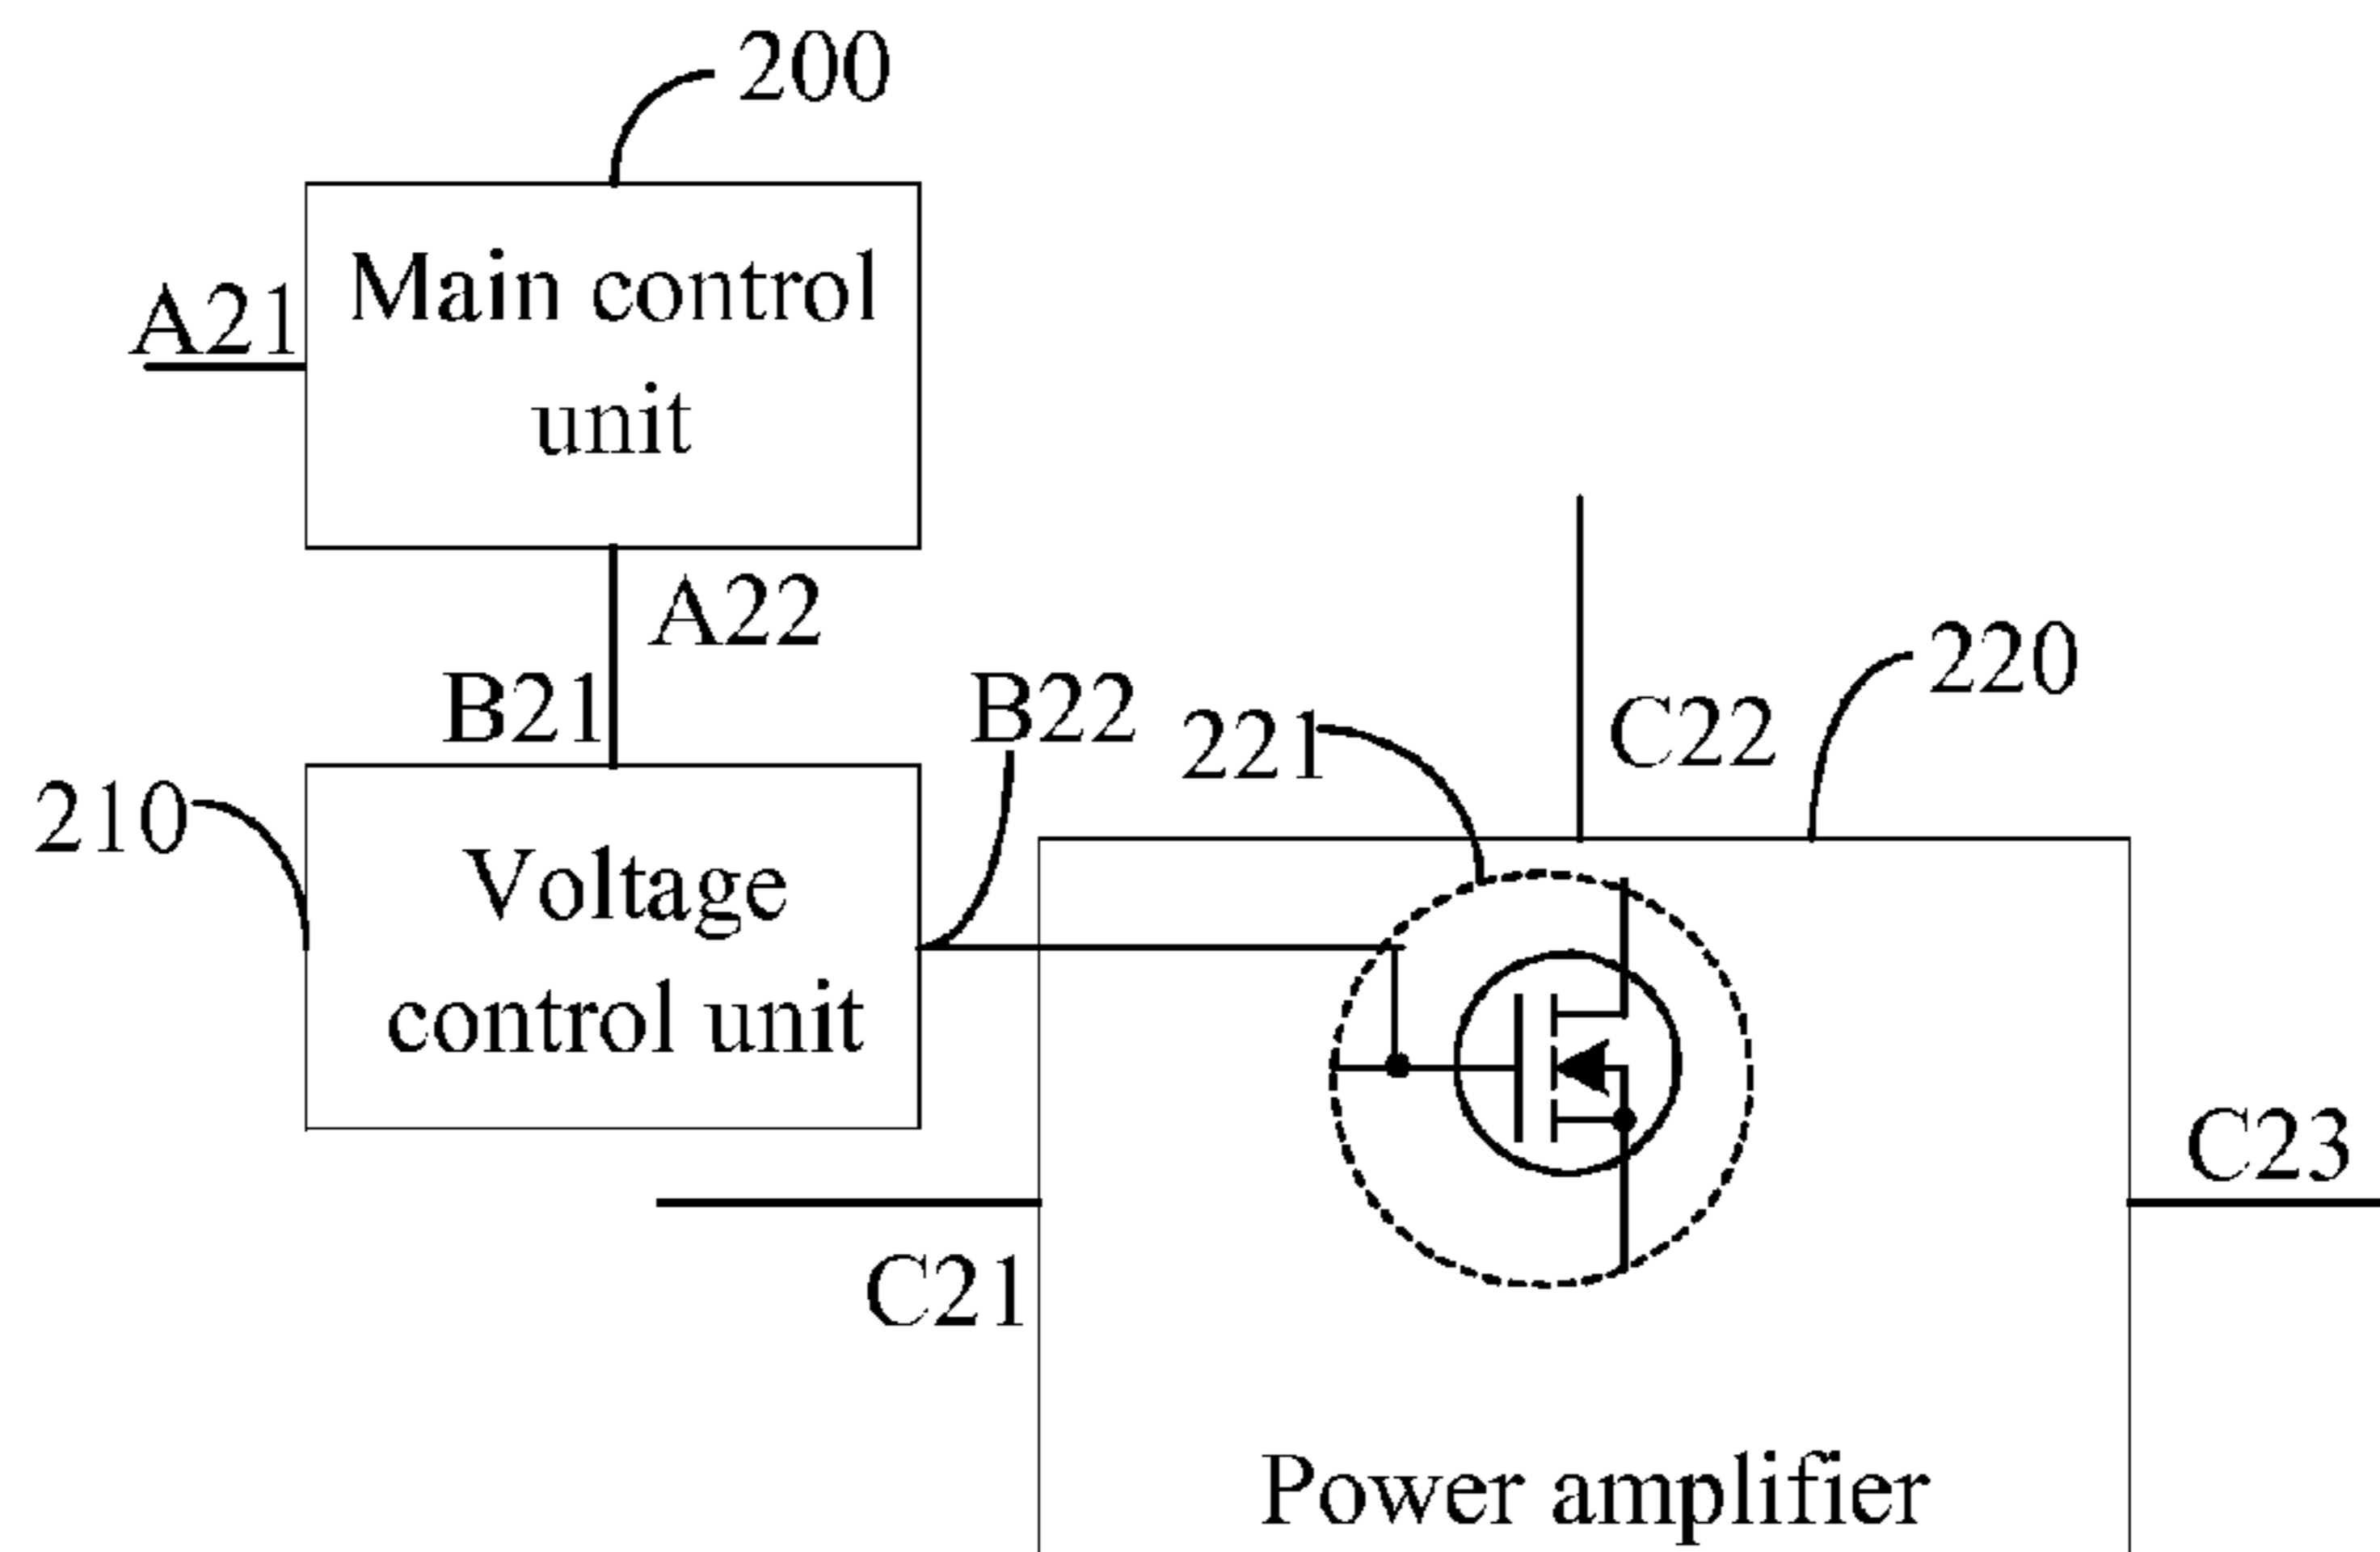 200
A21
Main control
unit
A22
B21
B22
221
C22
220
210
Voltage
control unit
C23
C21
Power amplifier